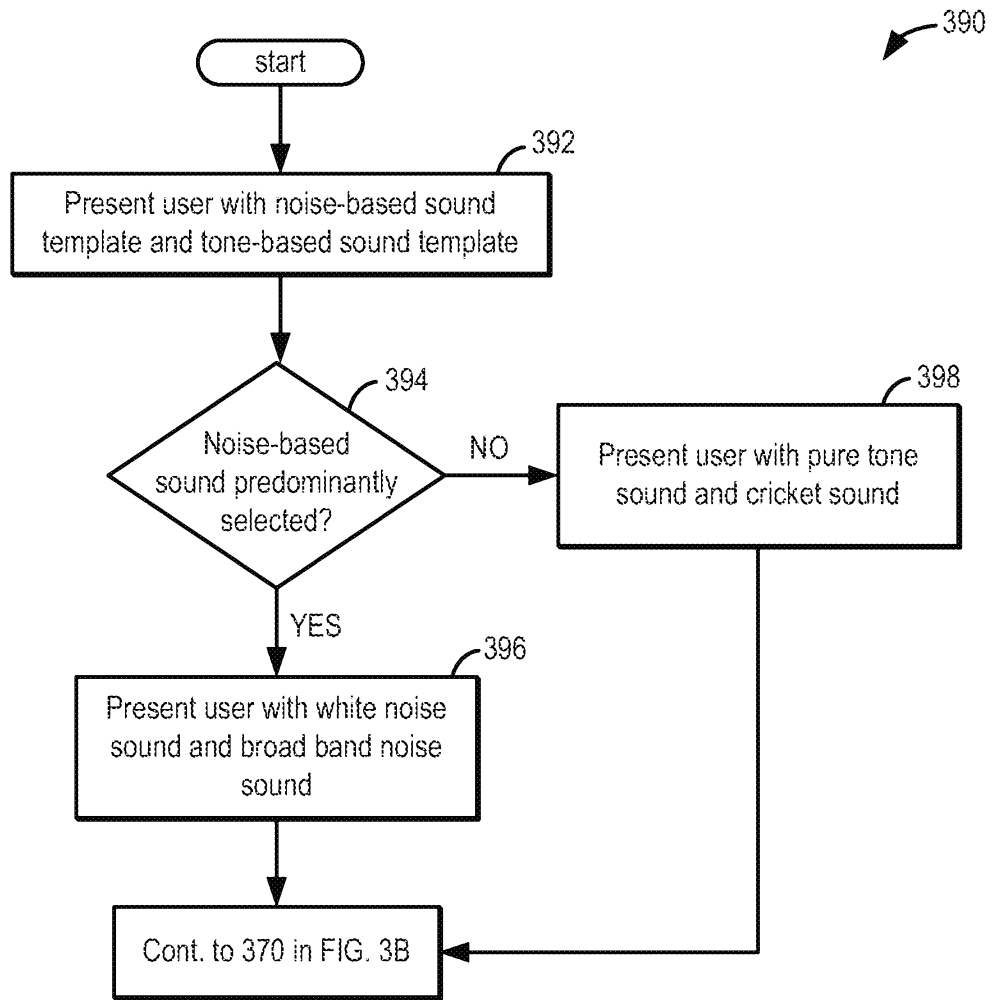 390
start
392
Present user with noise-based sound
template and tone-based sound template
394
Noise-based
sound predominantly
selected?
NO
398
Present user with pure tone
sound and cricket sound
YES
396
Present user with white noise
sound and broad band noise
sound
Cont. to 370 in FIG. 3B